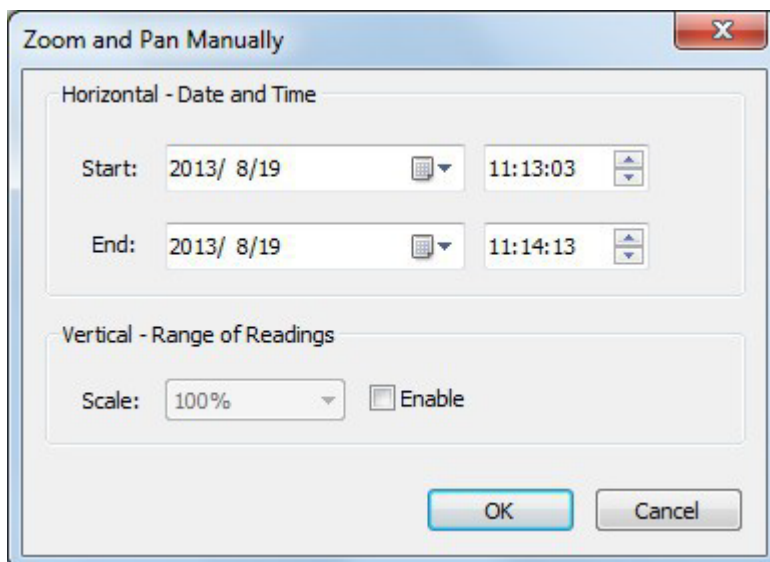 Zoom and Pan Manually
Horizontal - Date and Time
Start: 2013/ 8/19 11:13:03
End: 2013/ 8/19 11:14:13
Vertical - Range of Readings
Scale: 100% Enable
OK Cancel